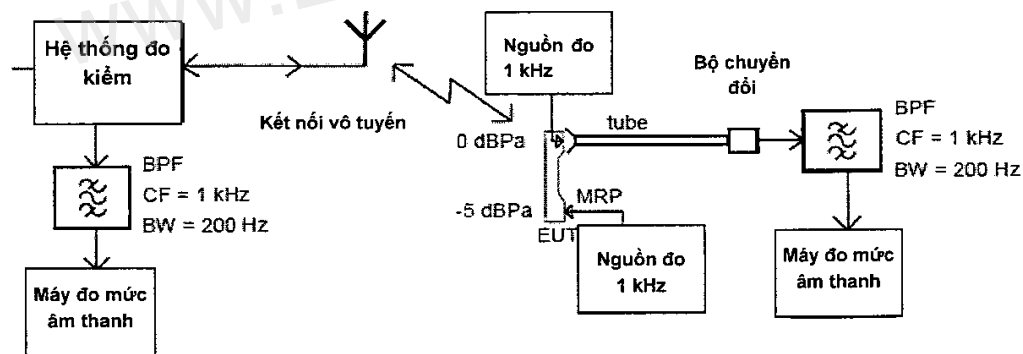 Hệ thống đo
kiểm
Kết nối vô tuyến
BPF
CF = 1 kHz
BW = 200 Hz
Máy đo mức
âm thanh
Nguồn đo
1 kHz
0 dBPa
tube
-5 dBPa
MRP
EUT
Nguồn đo
1 kHz
Bộ chuyển
đổi
BPF
CF = 1 kHz
BW = 200 Hz
Máy đo mức
âm thanh